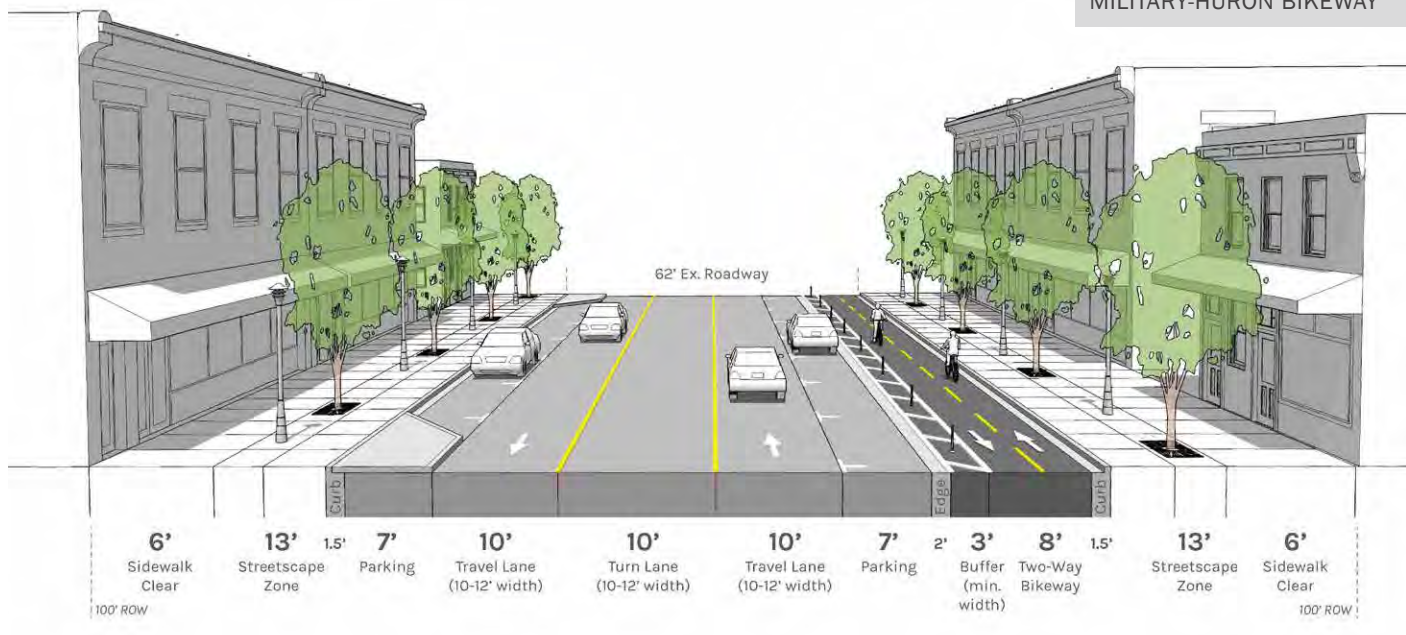 MILITARY-HURON BIKEWAY
62' Ex. Roadway
Curb
Edge
Curb
6'
Sidewalk
Clear
13'
Streetscape
Zone
1.5'
7'
Parking
10'
Travel Lane
(10-12' width)
10'
Turn Lane
(10-12' width)
10'
Travel Lane
(10-12' width)
7'
Parking
2'
3'
Buffer
(min.
width)
8'
Two-Way
Bikeway
1.5'
13'
Streetscape
Zone
6'
Sidewalk
Clear
100' ROW
100' ROW